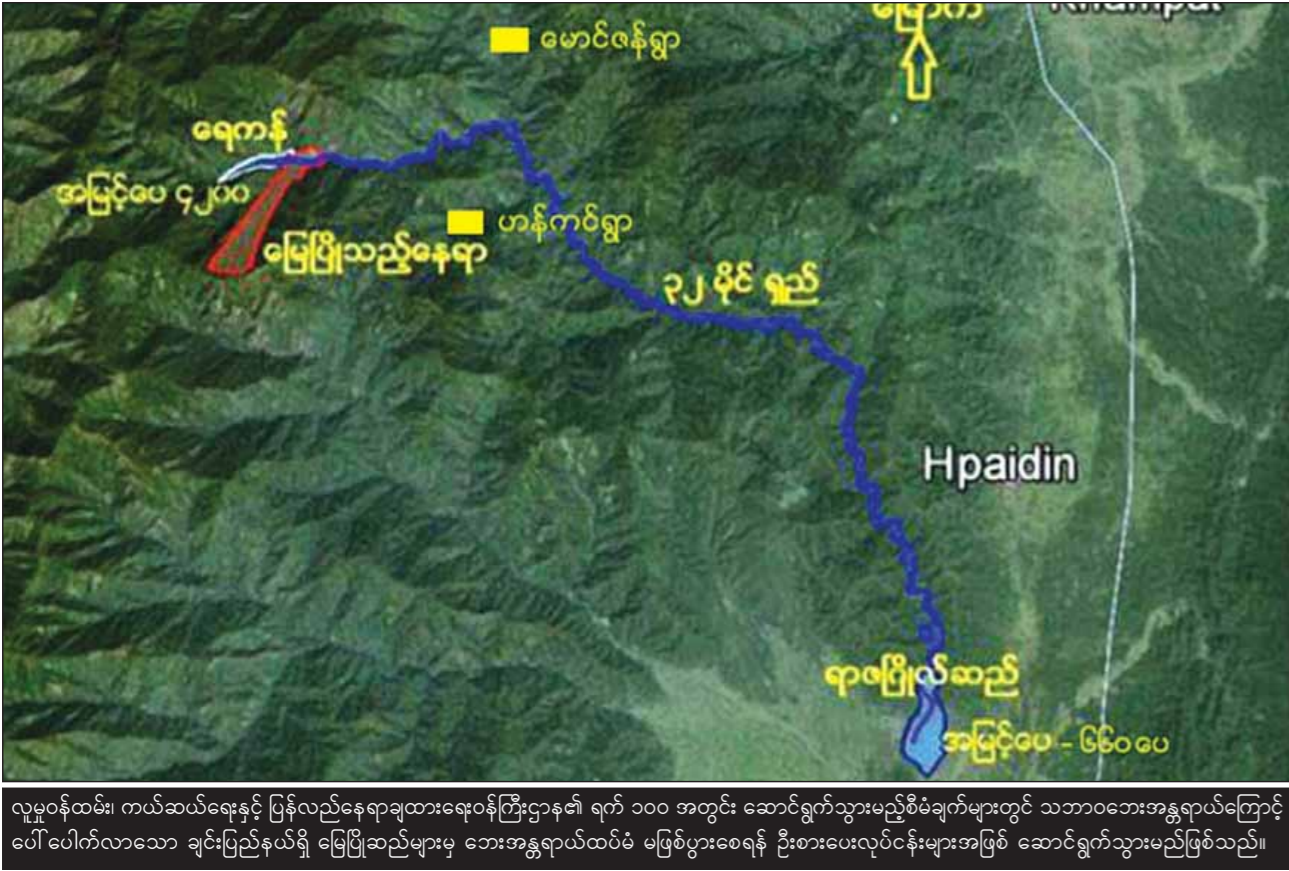 မြောက်
မောင်ဇန်ရွာ
ရေကန်
အမြင့်ပေ ၄၂၀၀
ဟန်ကင်ရွာ
မြေပြိုသည့်နေရာ
၃၂ မိုင် ရှည်
Hpaidin
ရာဇဂြိုလ်ဆည်
အမြင့်ပေ - ၆၆၀ပေ
လူမှုဝန်ထမ်း၊ ကယ်ဆယ်ရေးနှင့် ပြန်လည်နေရာချထားရေးဝန်ကြီးဌာန၏ ရက် ၁၀၀ အတွင်း ဆောင်ရွက်သွားမည့်စီမံချက်များတွင် သဘာဝဘေးအန္တရာယ်ကြောင့်
ပေါ်ပေါက်လာသော ချင်းပြည်နယ်ရှိ မြေပြိုဆည်များမှ ဘေးအန္တရာယ်ထပ်မံ မဖြစ်ပွားစေရန် ဦးစားပေးလုပ်ငန်းများအဖြစ် ဆောင်ရွက်သွားမည်ဖြစ်သည်။